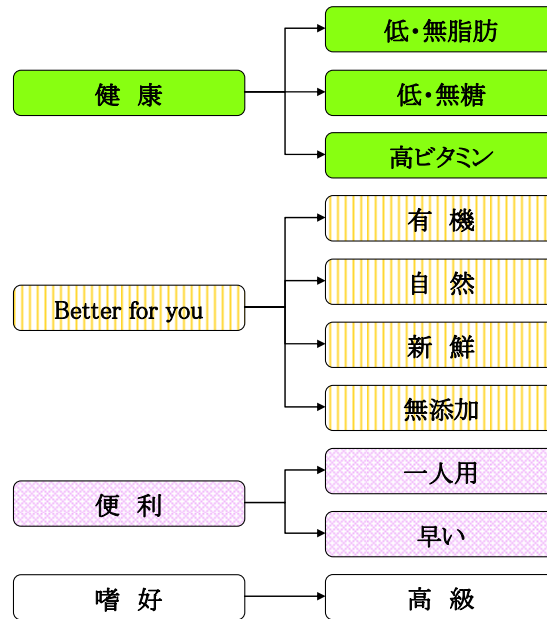 健 康
低・無脂肪
低・無糖
高ビタミン
Better for you
有 機
自 然
新 鮮
無添加
便 利
一人用
早い
嗜 好
高 級